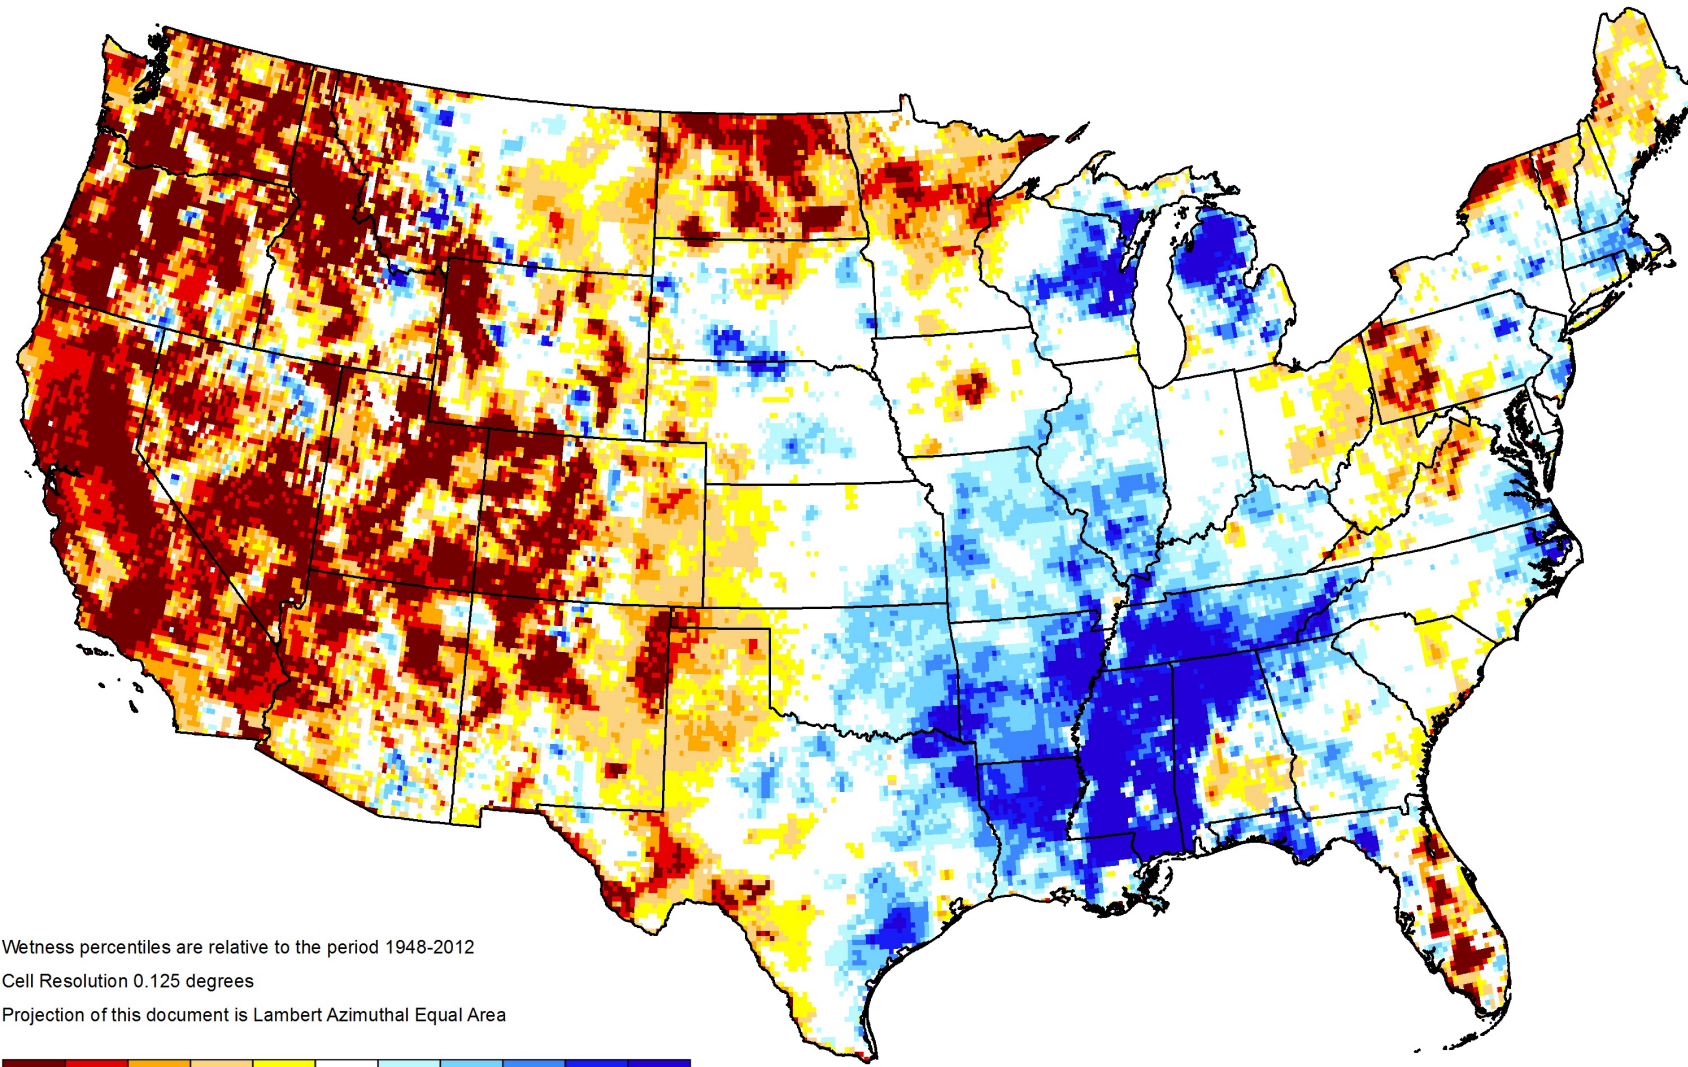 Wetness percentiles are relative to the period 1948-2012
Cell Resolution 0.125 degrees
Projection of this document is Lambert Azimuthal Equal Area